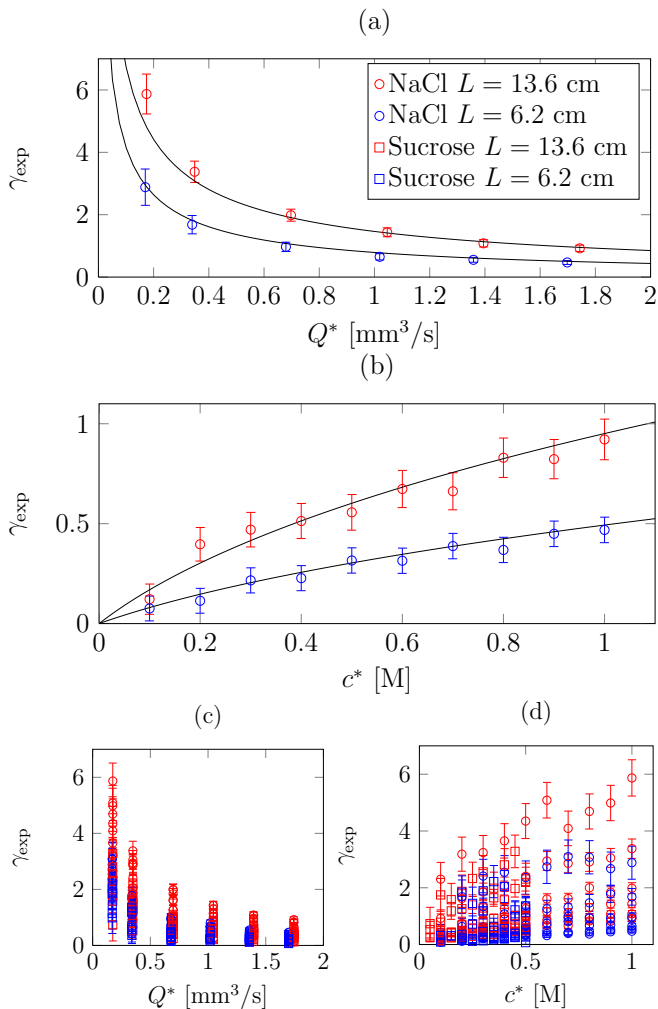 (a)
6
4
2
0
γexp
0 0.2 0.4 0.6 0.8 1 1.2 1.4 1.6 1.8 2
Q* [mm³/s]
NaCl L = 13.6 cm
NaCl L = 6.2 cm
Sucrose L = 13.6 cm
Sucrose L = 6.2 cm
(b)
1
0.5
0
γexp
0 0.2 0.4 0.6 0.8 1
c* [M]
(c)
6
4
2
0
γexp
0 0.5 1 1.5 2
Q* [mm³/s]
(d)
6
4
2
0
γexp
0 0.5 1
c* [M]